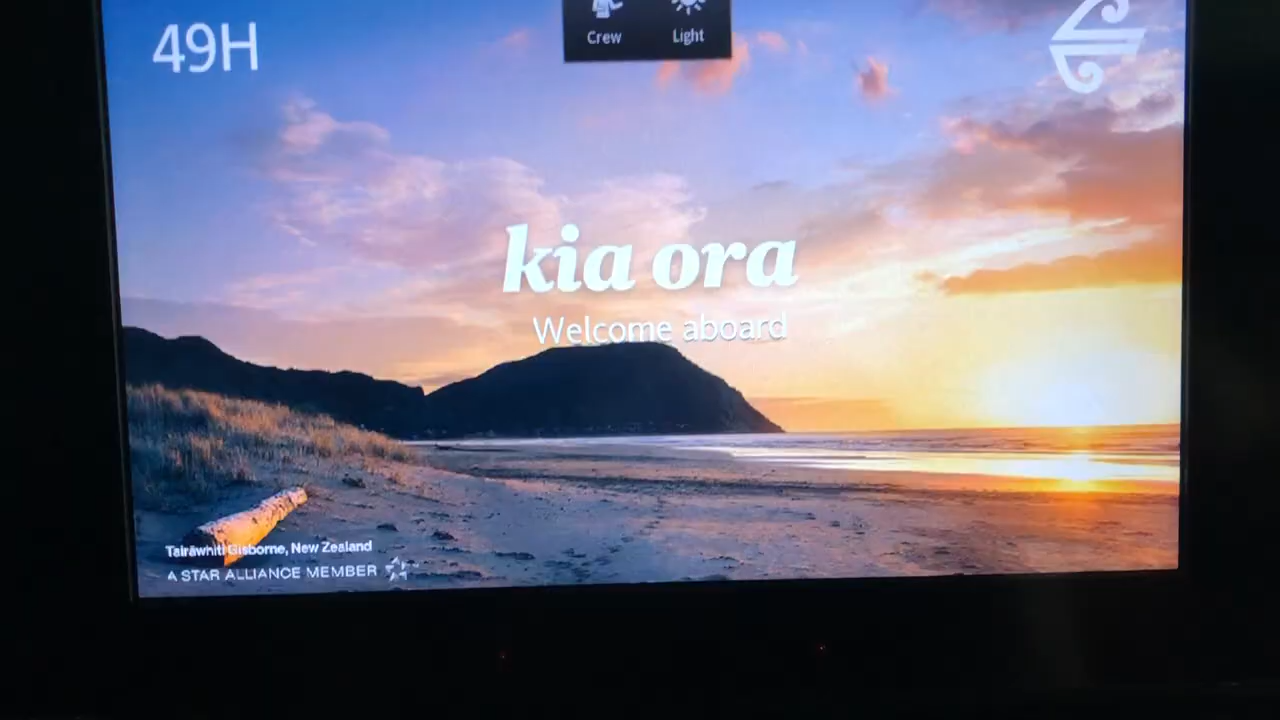 Crew Light
49H
kia ora
Welcome aboard
Tairāwhiti Gisborne, New Zealand
A STAR ALLIANCE MEMBER